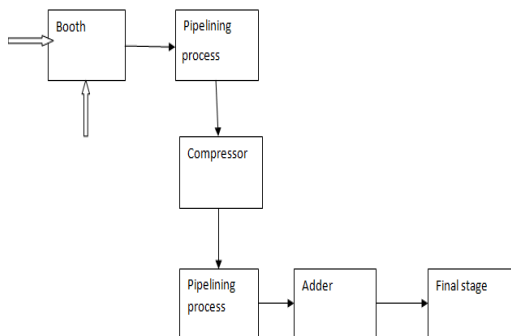 Booth
Pipelining
process
Compressor
Pipelining
process
Adder
Final stage